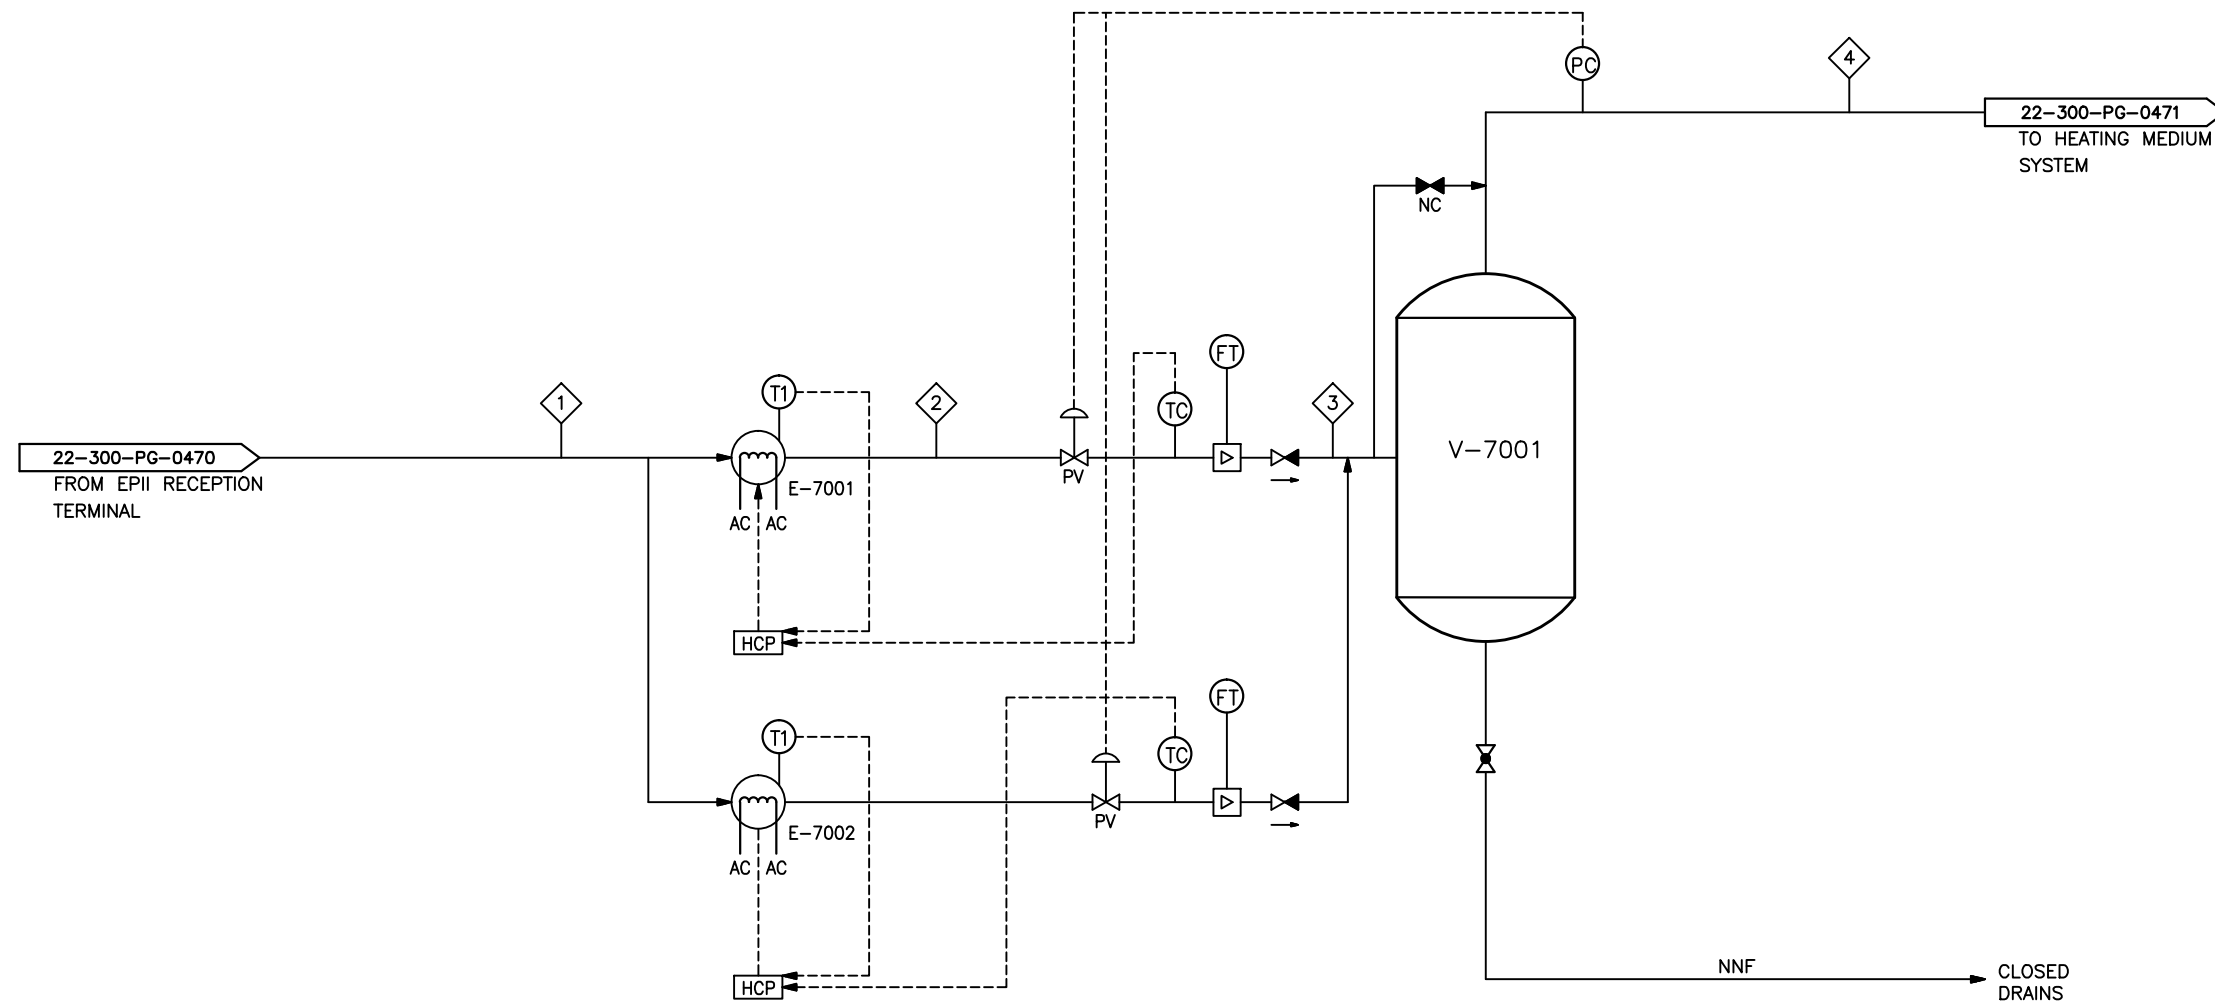 PC
4
22-300-PG-0471
TO HEATING MEDIUM
SYSTEM
NC
FT
T1
1
2
TC
3
22-300-PG-0470
FROM EPII RECEPTION
TERMINAL
V-7001
PV
E-7001
AC AC
HCP
FT
T1
TC
PV
E-7002
AC AC
NNF
CLOSED
DRAINS
HCP